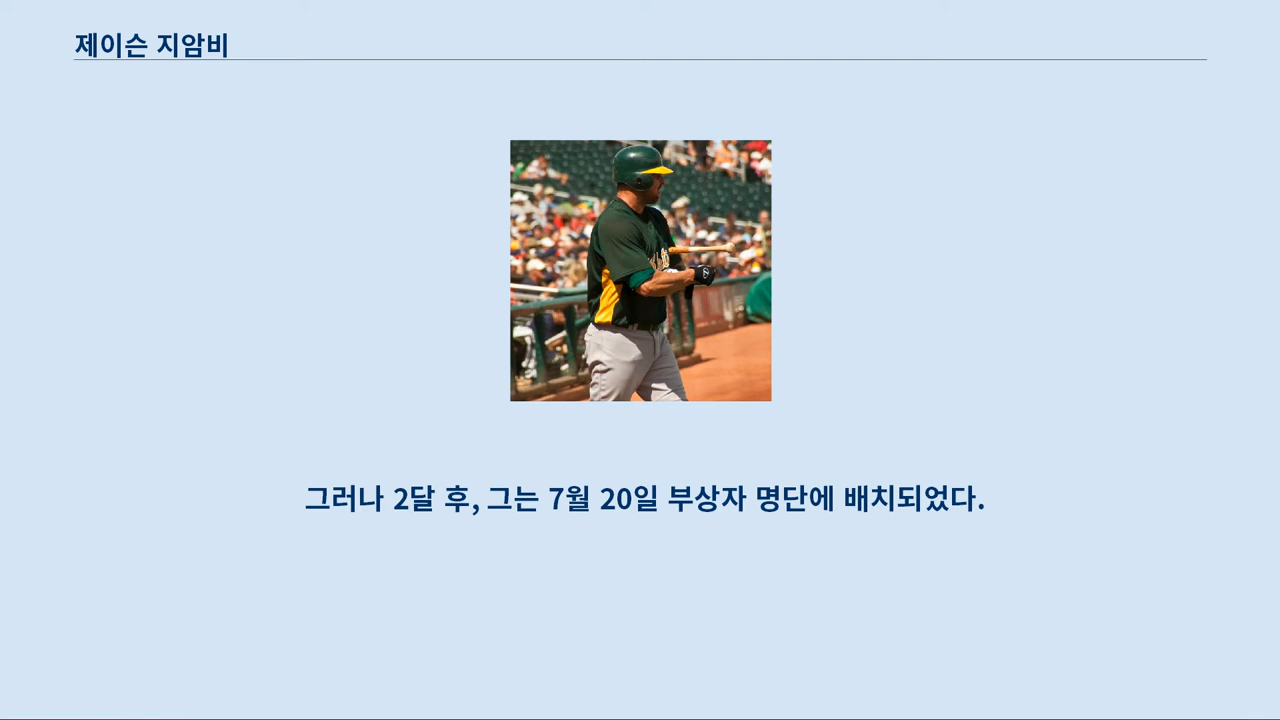 제이슨 지암비
그러나 2달 후, 그는 7월 20일 부상자 명단에 배치되었다.